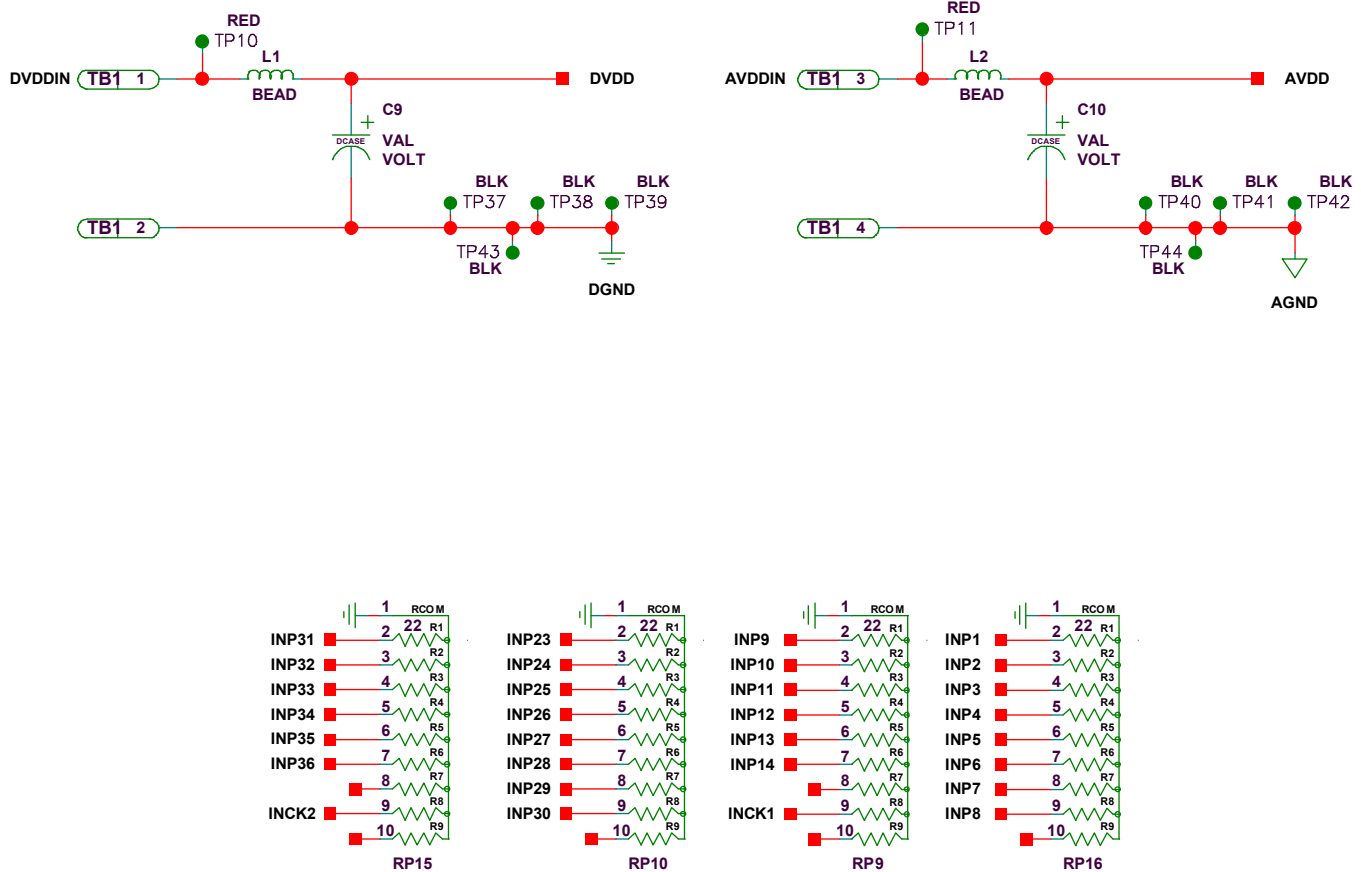 RED
TP10
L1
DVDDIN TB1 1 DVDD
BEAD
C9
+
DCASE VAL
VOLT
BLK BLK BLK
TP37 TP38 TP39
TB1 2
TP43
BLK
DGND
RED
TP11
L2
AVDDIN TB1 3 AVDD
BEAD
C10
+
DCASE VAL
VOLT
BLK BLK BLK
TP40 TP41 TP42
TB1 4
TP44
BLK
AGND
1 RCOM
22
INP31 2 R1
INP32 3 R2
INP33 4 R3
INP34 5 R4
INP35 6 R5
INP36 7 R6
8 R7
INCK2 9 R8
10 R9
RP15
1 RCOM
22
INP23 2 R1
INP24 3 R2
INP25 4 R3
INP26 5 R4
INP27 6 R5
INP28 7 R6
INP29 8 R7
INP30 9 R8
10 R9
RP10
1 RCOM
22
INP9 2 R1
INP10 3 R2
INP11 4 R3
INP12 5 R4
INP13 6 R5
INP14 7 R6
8 R7
INCK1 9 R8
10 R9
RP9
1 RCOM
22
INP1 2 R1
INP2 3 R2
INP3 4 R3
INP4 5 R4
INP5 6 R5
INP6 7 R6
INP7 8 R7
INP8 9 R8
10 R9
RP16